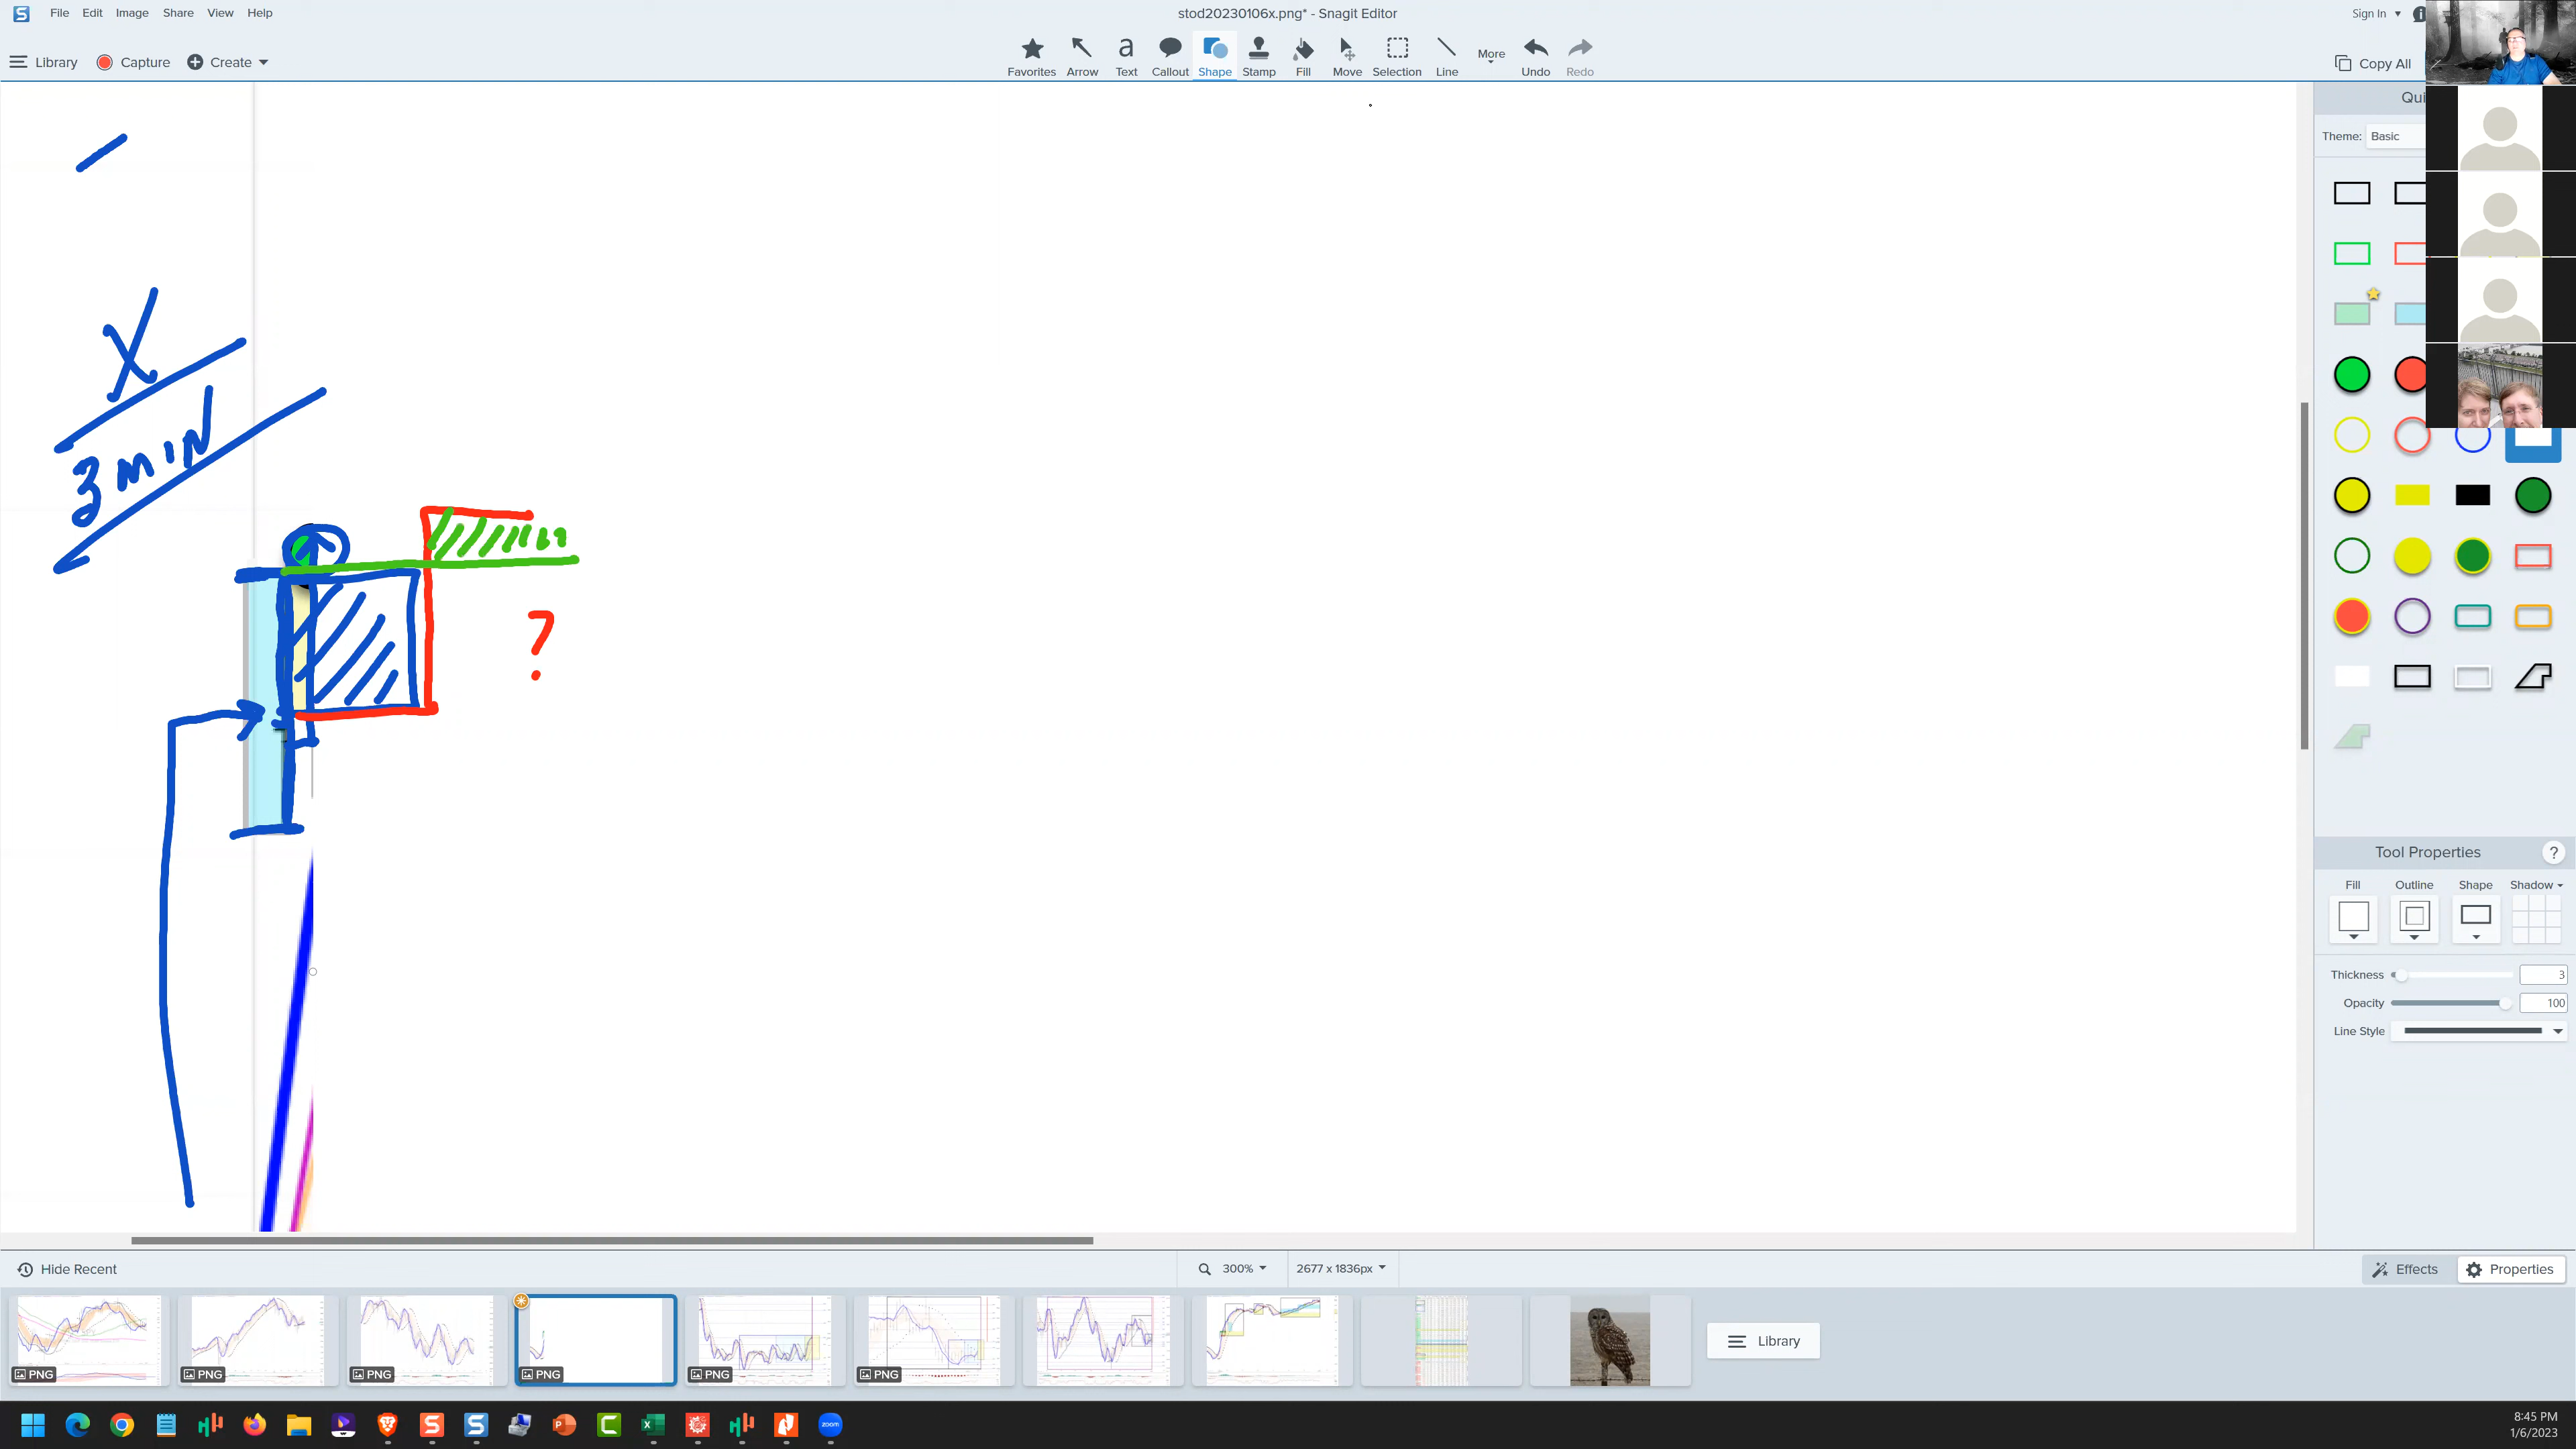 File Edit Image Share View Help
stod20230106x.png* - Snagit Editor
Sign In
Library Capture Create
Favorites Arrow Text Callout Shape Stamp Fill Move Selection Line More Undo Redo
Copy All
a
Qui
Theme: Basic
X
3 min
?
Tool Properties ?
Fill Outline Shape Shadow
Thickness 3
Opacity 100
Line Style
Hide Recent
300% 2677 x 1836px
Effects Properties
PNG PNG PNG PNG PNG PNG
Library
zoom
8:45 PM
1/6/2023